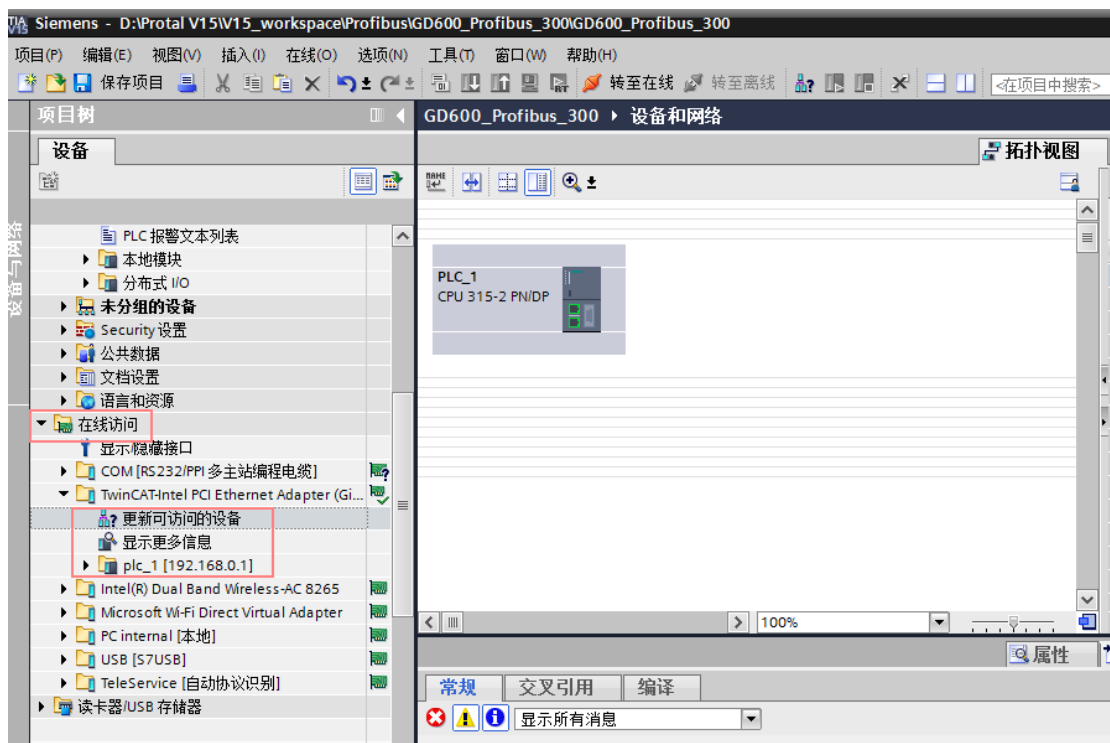 Siemens - D:\Protal V15\V15_workspace\Profibus\GD600_Profibus_300\GD600_Profibus_300
项目(P) 编辑(E) 视图(V) 插入(I) 在线(O) 选项(N) 工具(T) 窗口(W) 帮助(H)
保存项目 转至在线 转至离线 <在项目中搜索>
项目树
GD600_Profibus_300 设备和网络
设备
拓扑视图
设备与网络
PLC 报警文本列表
本地模块
分布式 I/O
未分组的设备
Security 设置
公共数据
文档设置
语言和资源
在线访问
显示/隐藏接口
COM [RS232/PPI 多主站编程电缆]
TwinCAT-Intel PCI Ethernet Adapter (Gi...
更新可访问的设备
显示更多信息
plc_1 [192.168.0.1]
Intel(R) Dual Band Wireless-AC 8265
Microsoft Wi-Fi Direct Virtual Adapter
PC internal [本地]
USB [S7USB]
TeleService [自动协议识别]
读卡器/USB 存储器
PLC_1
CPU 315-2 PN/DP
100%
属性
常规 交叉引用 编译
显示所有消息